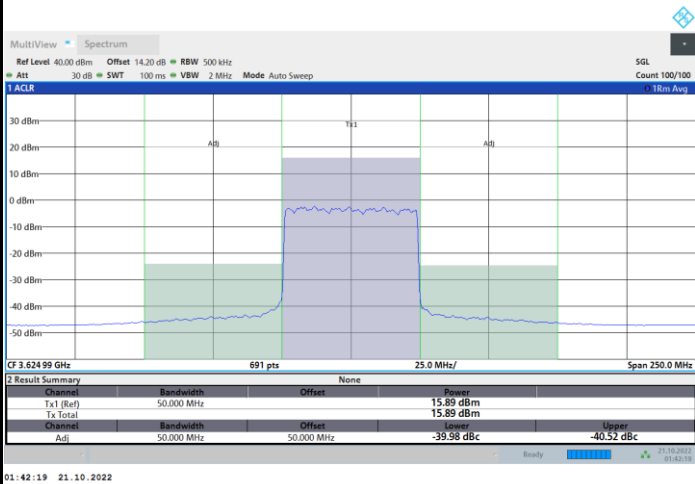 MultiView Spectrum
Ref Level 40.00 dBm Offset 14.20 dB RBW 500 kHz SGL
Att 30 dB SWT 100 ms VBW 2 MHz Mode Auto Sweep Count 100/100
1 ACLR 1Rm Avg
30 dBm
Tx1
20 dBm
Adj Adj
10 dBm
0 dBm
-10 dBm
-20 dBm
-30 dBm
-40 dBm
-50 dBm
CF 3.624 99 GHz 691 pts 25.0 MHz/ Span 250.0 MHz
2 Result Summary None
Channel Bandwidth Offset Power
Tx1 (Ref) 50.000 MHz 15.89 dBm
Tx Total 15.89 dBm
Channel Bandwidth Offset Lower Upper
Adj 50.000 MHz 50.000 MHz -39.98 dBc -40.52 dBc
Ready 21.10.2022
01:42:18
01:42:19 21.10.2022